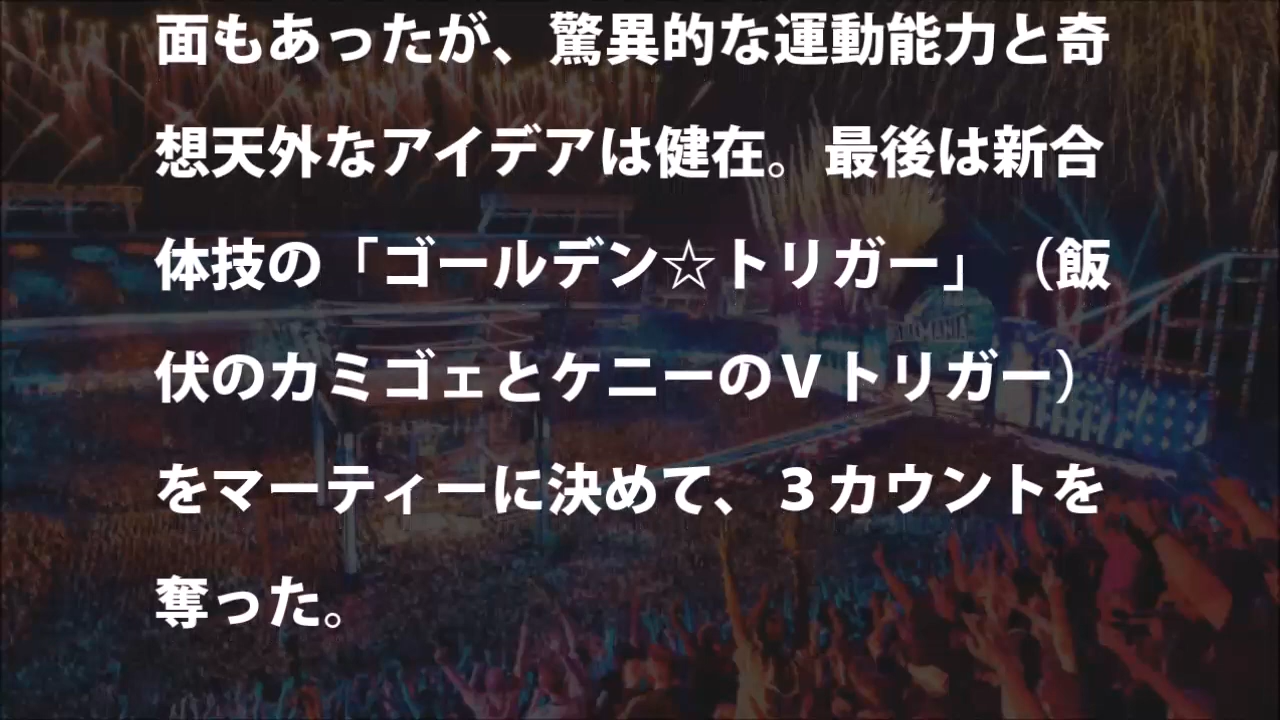 面もあったが、驚異的な運動能力と奇
想天外なアイデアは健在。最後は新合
体技の「ゴールデン☆トリガー」（飯
伏のカミゴェとケニーのＶトリガー）
をマーティーに決めて、３カウントを
奪った。